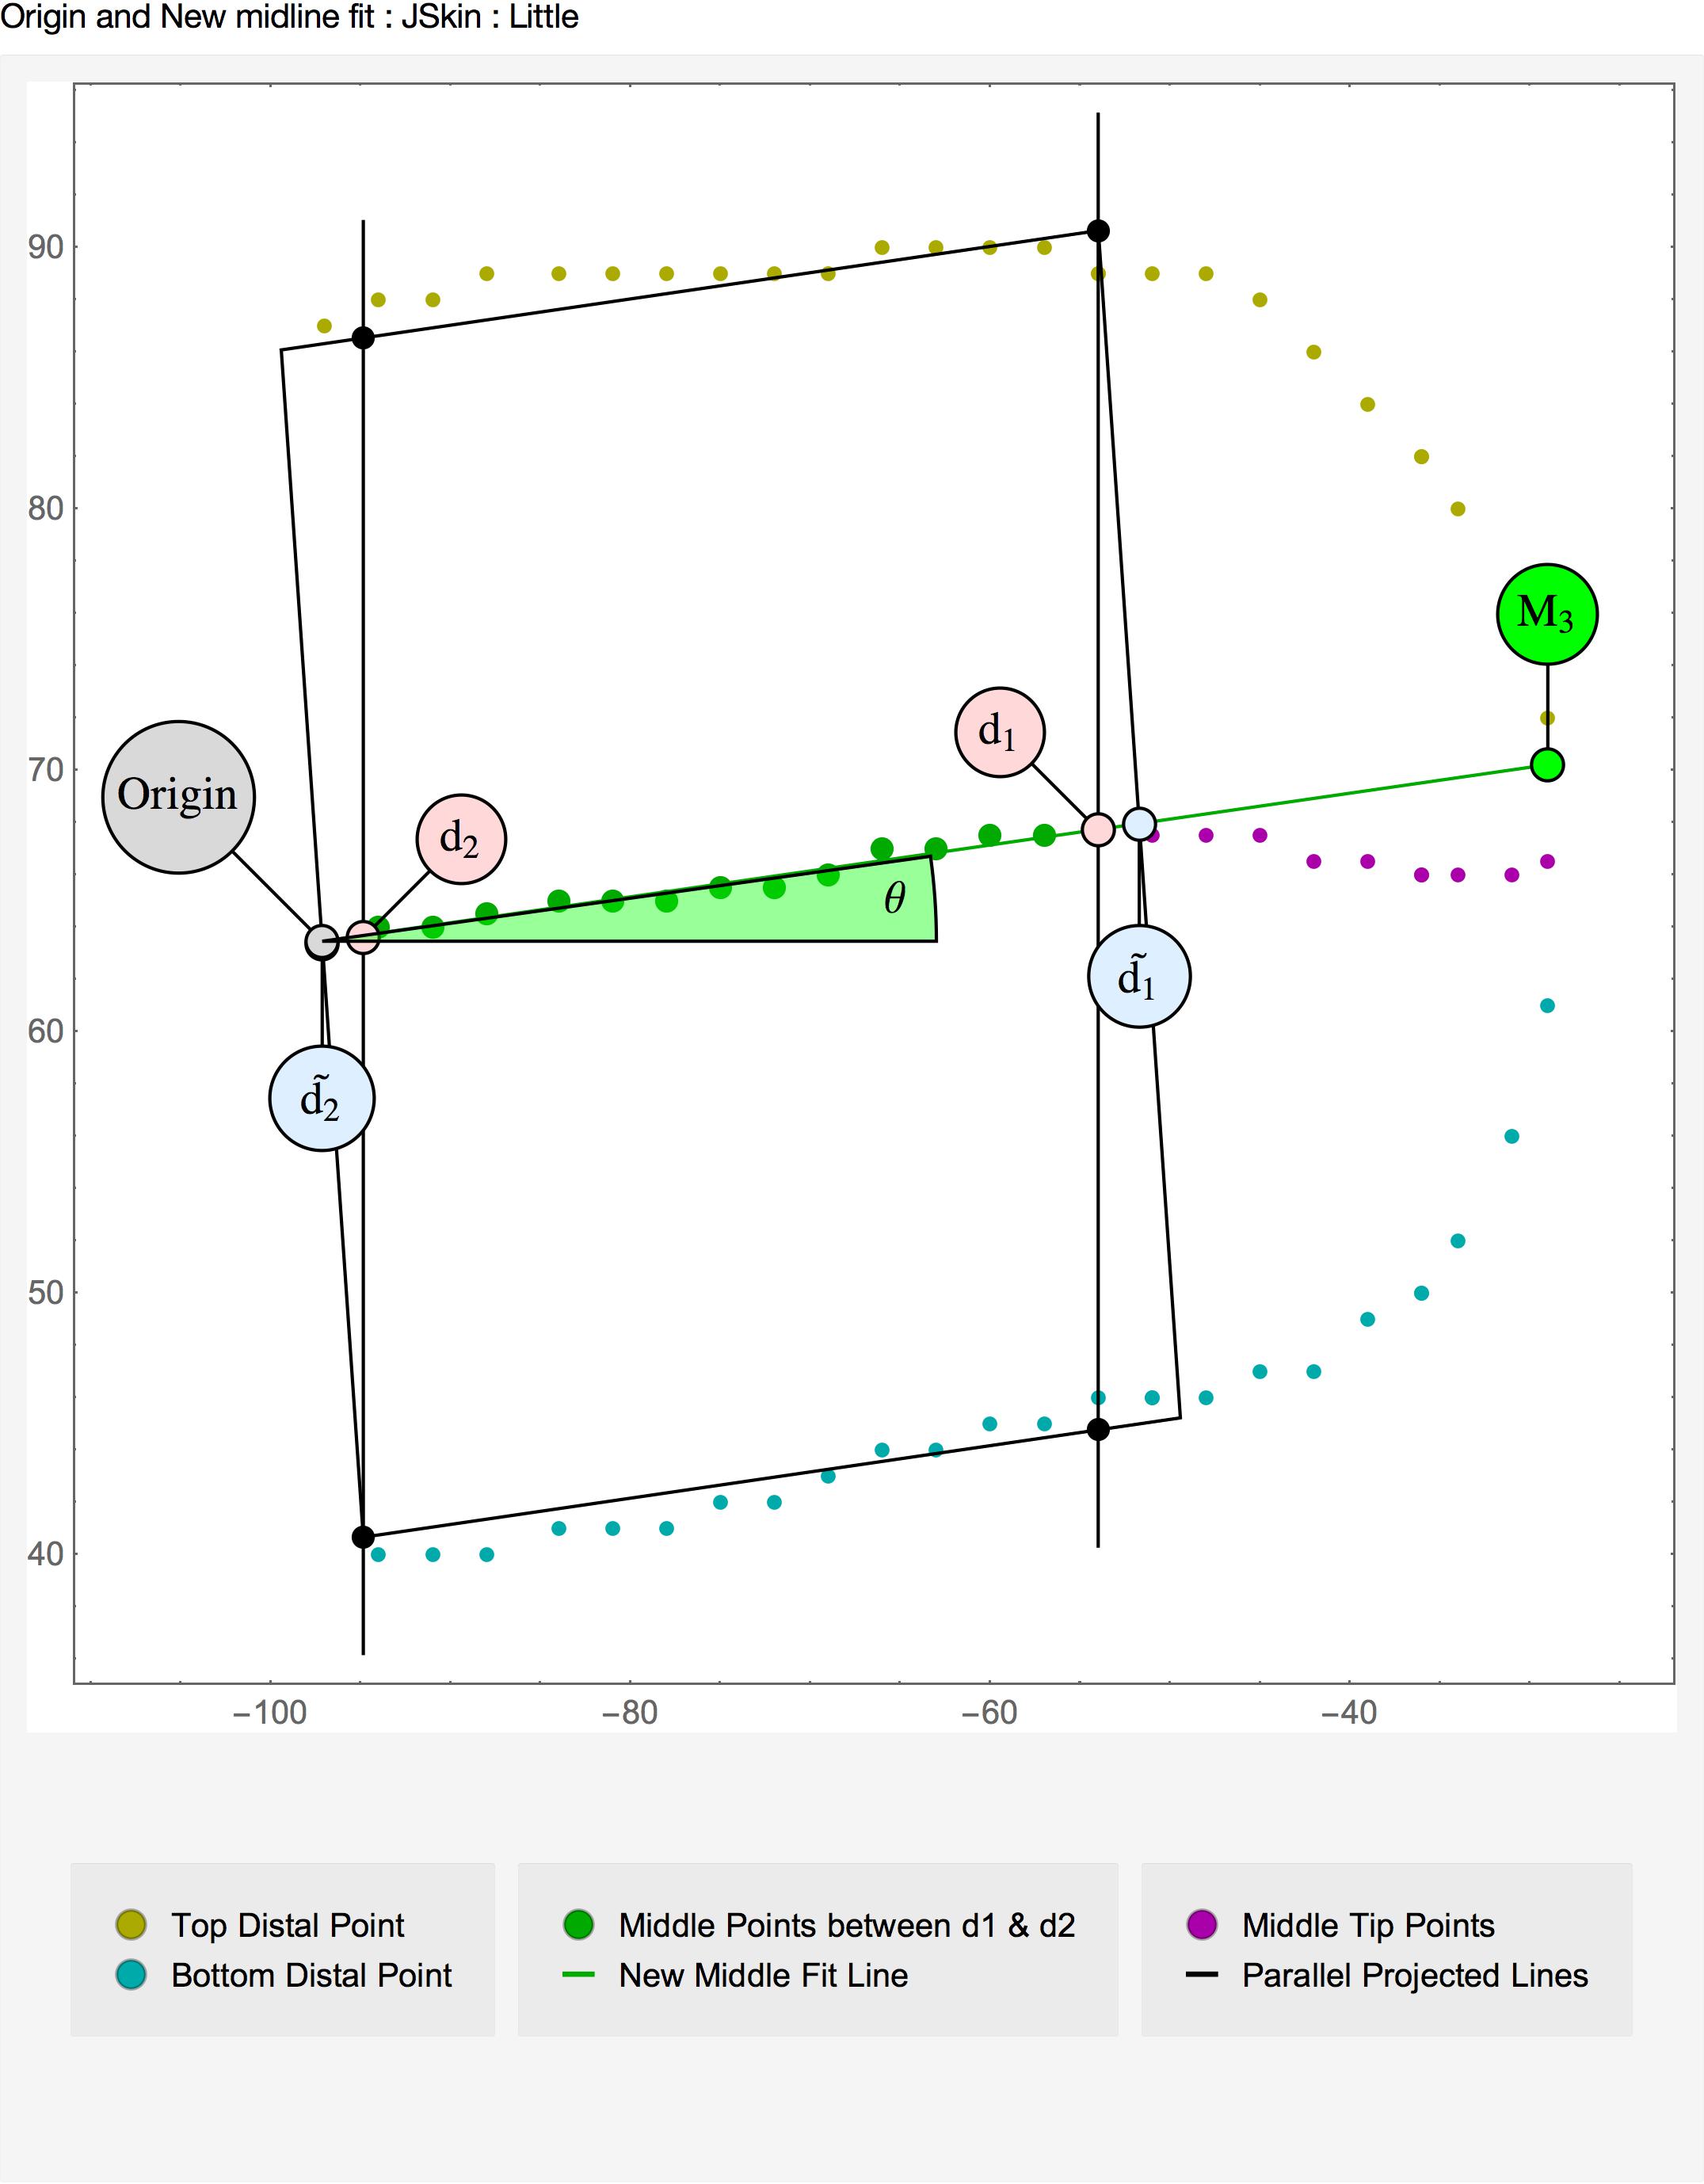 Origin and New midline fit : JSkin : Little
90
80
70
60
50
40
M₃
d₁
Origin
d₂
θ
d̃₁
d̃₂
−100
−80
−60
−40
Top Distal Point
Bottom Distal Point
Middle Points between d1 & d2
New Middle Fit Line
Middle Tip Points
Parallel Projected Lines